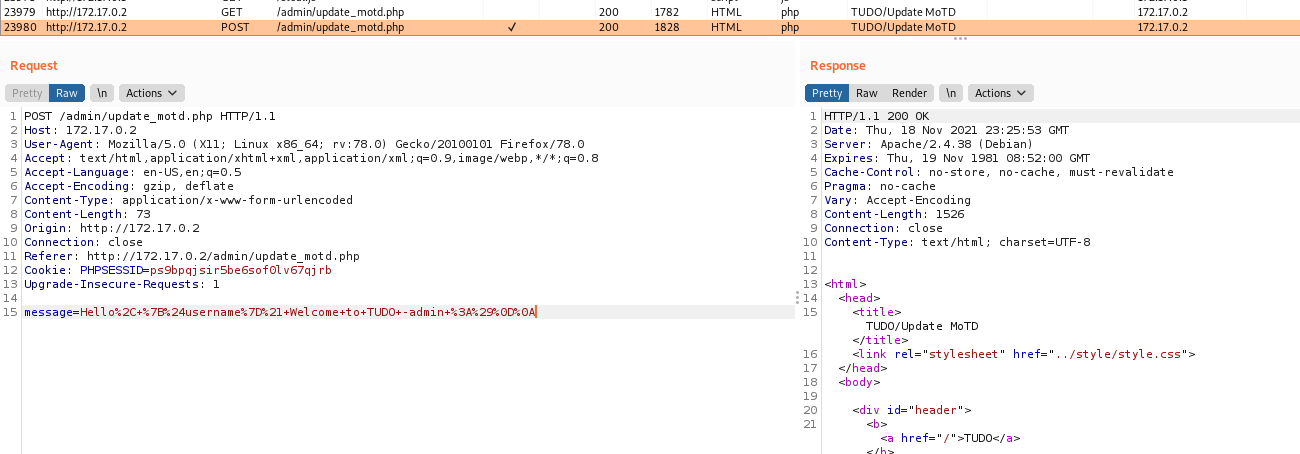 23979 http://172.17.0.2 GET /admin/update_motd.php 200 1782 HTML php TUDO/Update MoTD 172.17.0.2
23980 http://172.17.0.2 POST /admin/update_motd.php ✓ 200 1828 HTML php TUDO/Update MoTD 172.17.0.2
Request
Pretty Raw \n Actions
1 POST /admin/update_motd.php HTTP/1.1
2 Host: 172.17.0.2
3 User-Agent: Mozilla/5.0 (X11; Linux x86_64; rv:78.0) Gecko/20100101 Firefox/78.0
4 Accept: text/html,application/xhtml+xml,application/xml;q=0.9,image/webp,*/*;q=0.8
5 Accept-Language: en-US,en;q=0.5
6 Accept-Encoding: gzip, deflate
7 Content-Type: application/x-www-form-urlencoded
8 Content-Length: 73
9 Origin: http://172.17.0.2
10 Connection: close
11 Referer: http://172.17.0.2/admin/update_motd.php
12 Cookie: PHPSESSID=ps9bpqjsir5be6sof0lv67qjrb
13 Upgrade-Insecure-Requests: 1
14
15 message=Hello%2C+%7B%24username%7D%21+Welcome+to+TUDO+-admin+%3A%29%0D%0A
Response
Pretty Raw Render \n Actions
1 HTTP/1.1 200 OK
2 Date: Thu, 18 Nov 2021 23:25:53 GMT
3 Server: Apache/2.4.38 (Debian)
4 Expires: Thu, 19 Nov 1981 08:52:00 GMT
5 Cache-Control: no-store, no-cache, must-revalidate
6 Pragma: no-cache
7 Vary: Accept-Encoding
8 Content-Length: 1526
9 Connection: close
10 Content-Type: text/html; charset=UTF-8
11
12
13 <html>
14 <head>
15 <title>
TUDO/Update MoTD
</title>
16 <link rel="stylesheet" href="../style/style.css">
17 </head>
18 <body>
19
20 <div id="header">
21 <b>
<a href="/">TUDO</a>
</b>